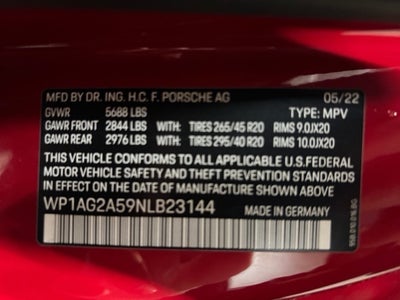 MFD BY DR. ING. H.C. F. PORSCHE AG 05/22
GVWR 5688 LBS TYPE: MPV
GAWR FRONT 2844 LBS WITH: TIRES 265/45 R20 RIMS 9.0JX20
GAWR REAR 2976 LBS WITH: TIRES 295/40 R20 RIMS 10.0JX20
THIS VEHICLE CONFORMS TO ALL APPLICABLE U.S. FEDERAL
MOTOR VEHICLE SAFETY AND THEFT PREVENTION STANDARDS
IN EFFECT ON THE DATE OF MANUFACTURE SHOWN ABOVE
WP1AG2A59NLB23144